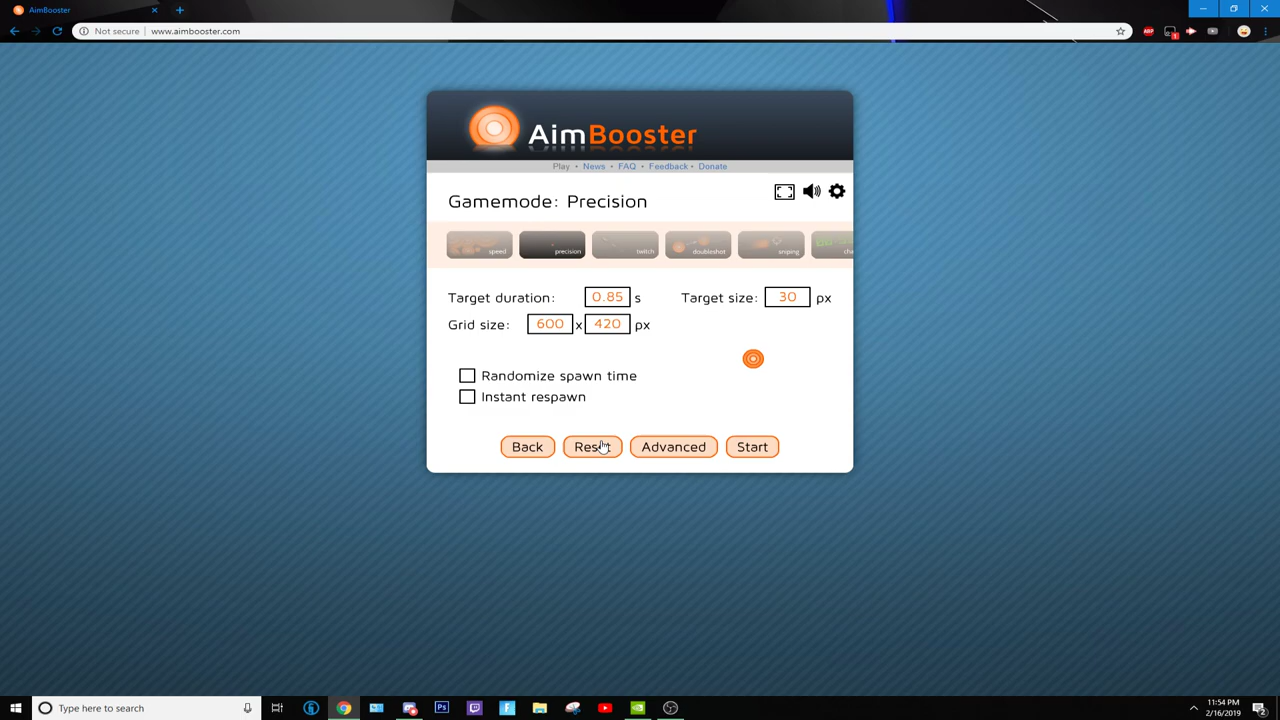 AimBooster
Not secure | www.aimbooster.com
AimBooster
Play • News • FAQ • Feedback • Donate
Gamemode: Precision
speed precision twitch doubleshot sniping cha
Target duration: 0.85 s Target size: 30 px
Grid size: 600 x 420 px
Randomize spawn time
Instant respawn
Back Reset Advanced Start
Type here to search
11:54 PM
2/16/2019